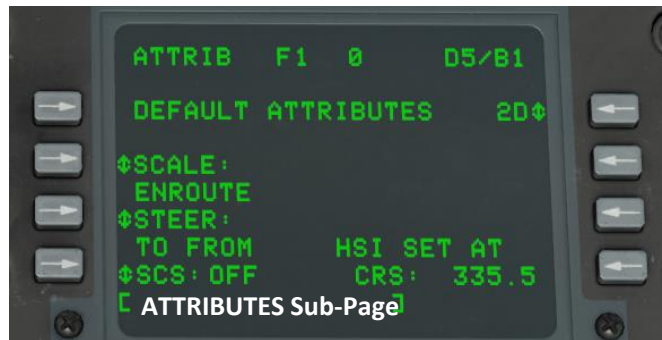 ATTRIB F1 0 D5/B1
DEFAULT ATTRIBUTES 2D↕
↕SCALE:
ENROUTE
↕STEER:
TO FROM HSI SET AT
↕SCS:OFF CRS: 335.5
[ ATTRIBUTES Sub-Page]